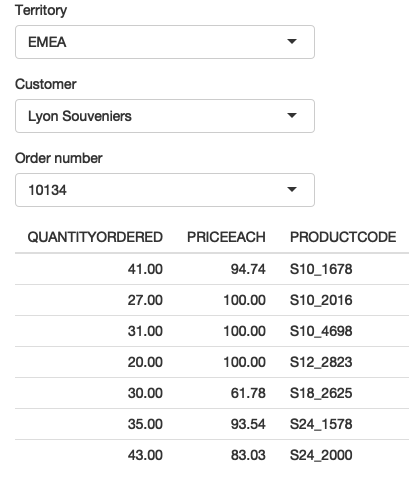 Territory
EMEA
Customer
Lyon Souveniers
Order number
10134
QUANTITYORDERED PRICEEACH PRODUCTCODE
41.00 94.74 S10_1678
27.00 100.00 S10_2016
31.00 100.00 S10_4698
20.00 100.00 S12_2823
30.00 61.78 S18_2625
35.00 93.54 S24_1578
43.00 83.03 S24_2000